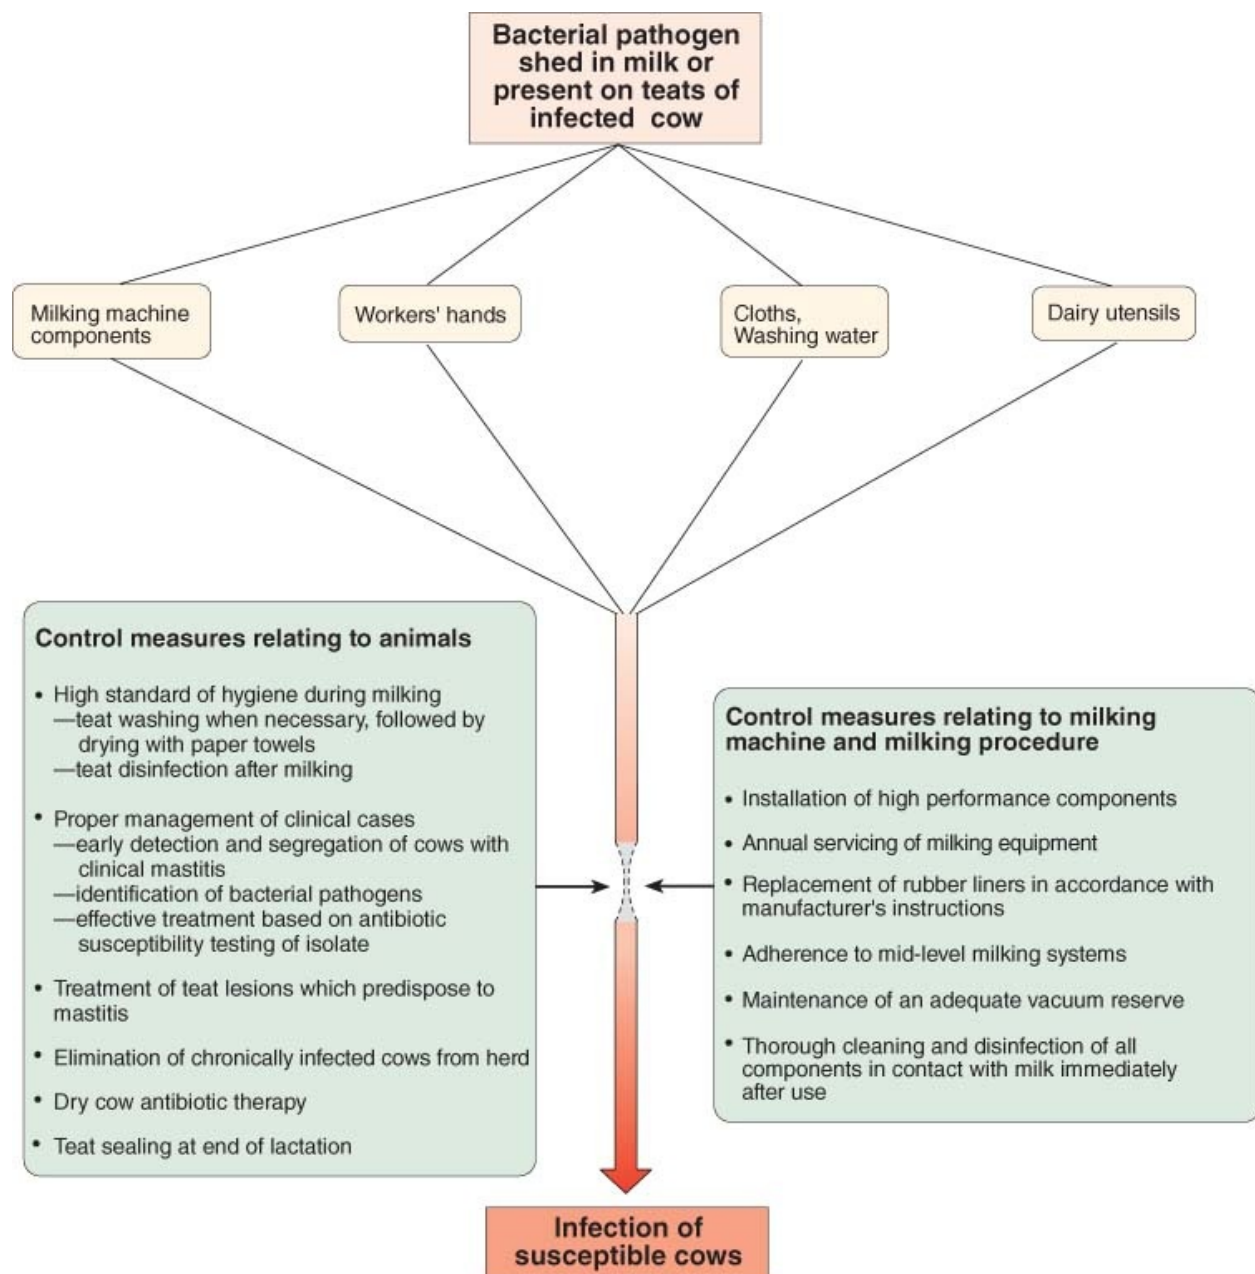 Bacterial pathogen
shed in milk or
present on teats of
infected cow
Milking machine
components
Workers' hands
Cloths,
Washing water
Dairy utensils
Control measures relating to animals
• High standard of hygiene during milking
—teat washing when necessary, followed by
drying with paper towels
—teat disinfection after milking
• Proper management of clinical cases
—early detection and segregation of cows with
clinical mastitis
—identification of bacterial pathogens
—effective treatment based on antibiotic
susceptibility testing of isolate
• Treatment of teat lesions which predispose to
mastitis
• Elimination of chronically infected cows from herd
• Dry cow antibiotic therapy
• Teat sealing at end of lactation
Control measures relating to milking
machine and milking procedure
• Installation of high performance components
• Annual servicing of milking equipment
• Replacement of rubber liners in accordance with
manufacturer's instructions
• Adherence to mid-level milking systems
• Maintenance of an adequate vacuum reserve
• Thorough cleaning and disinfection of all
components in contact with milk immediately
after use
Infection of
susceptible cows